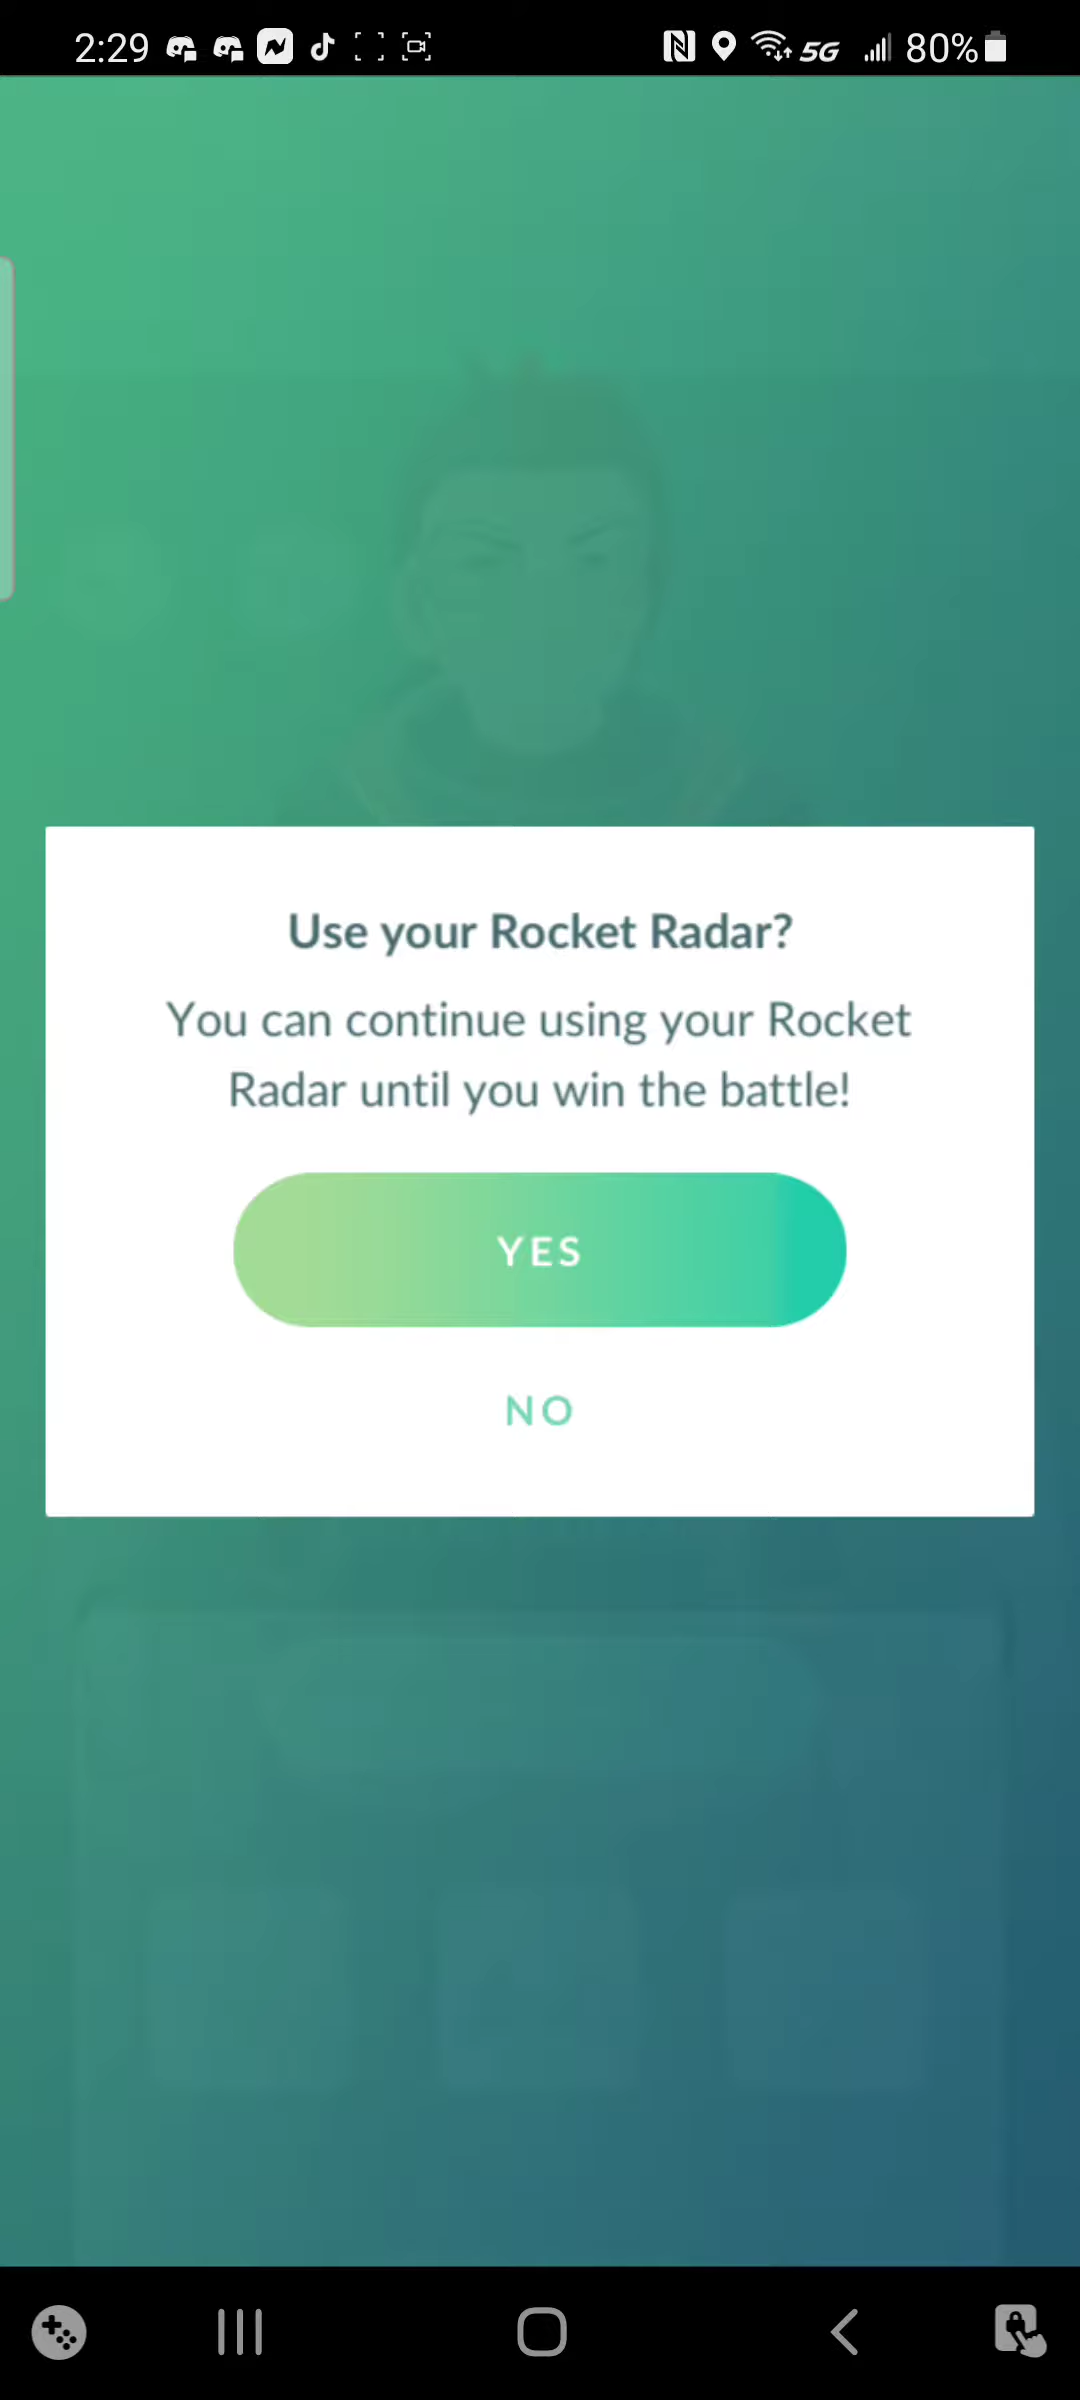 2:29 5G 80%
Use your Rocket Radar?
You can continue using your Rocket
Radar until you win the battle!
YES
NO